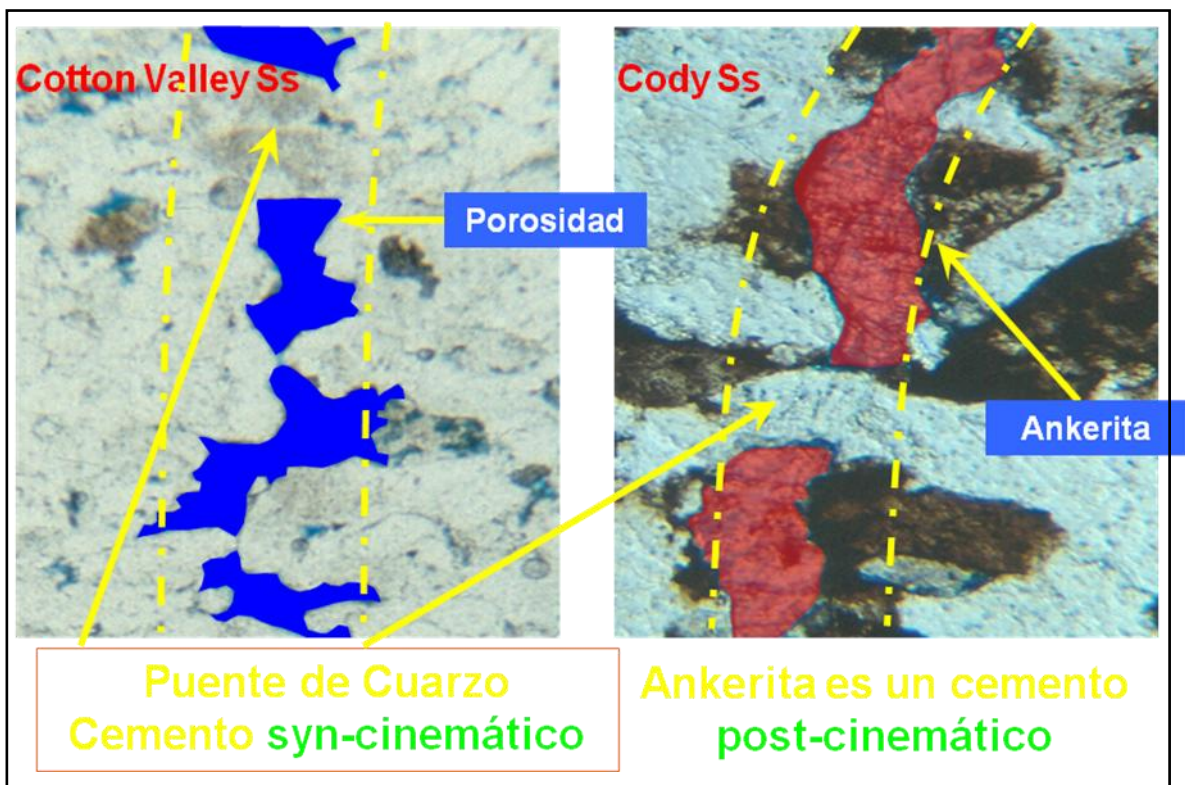 Cotton Valley Ss
Cody Ss
Porosidad
Ankerita
Puente de Cuarzo
Cemento syn-cinemático
Ankerita es un cemento
post-cinemático